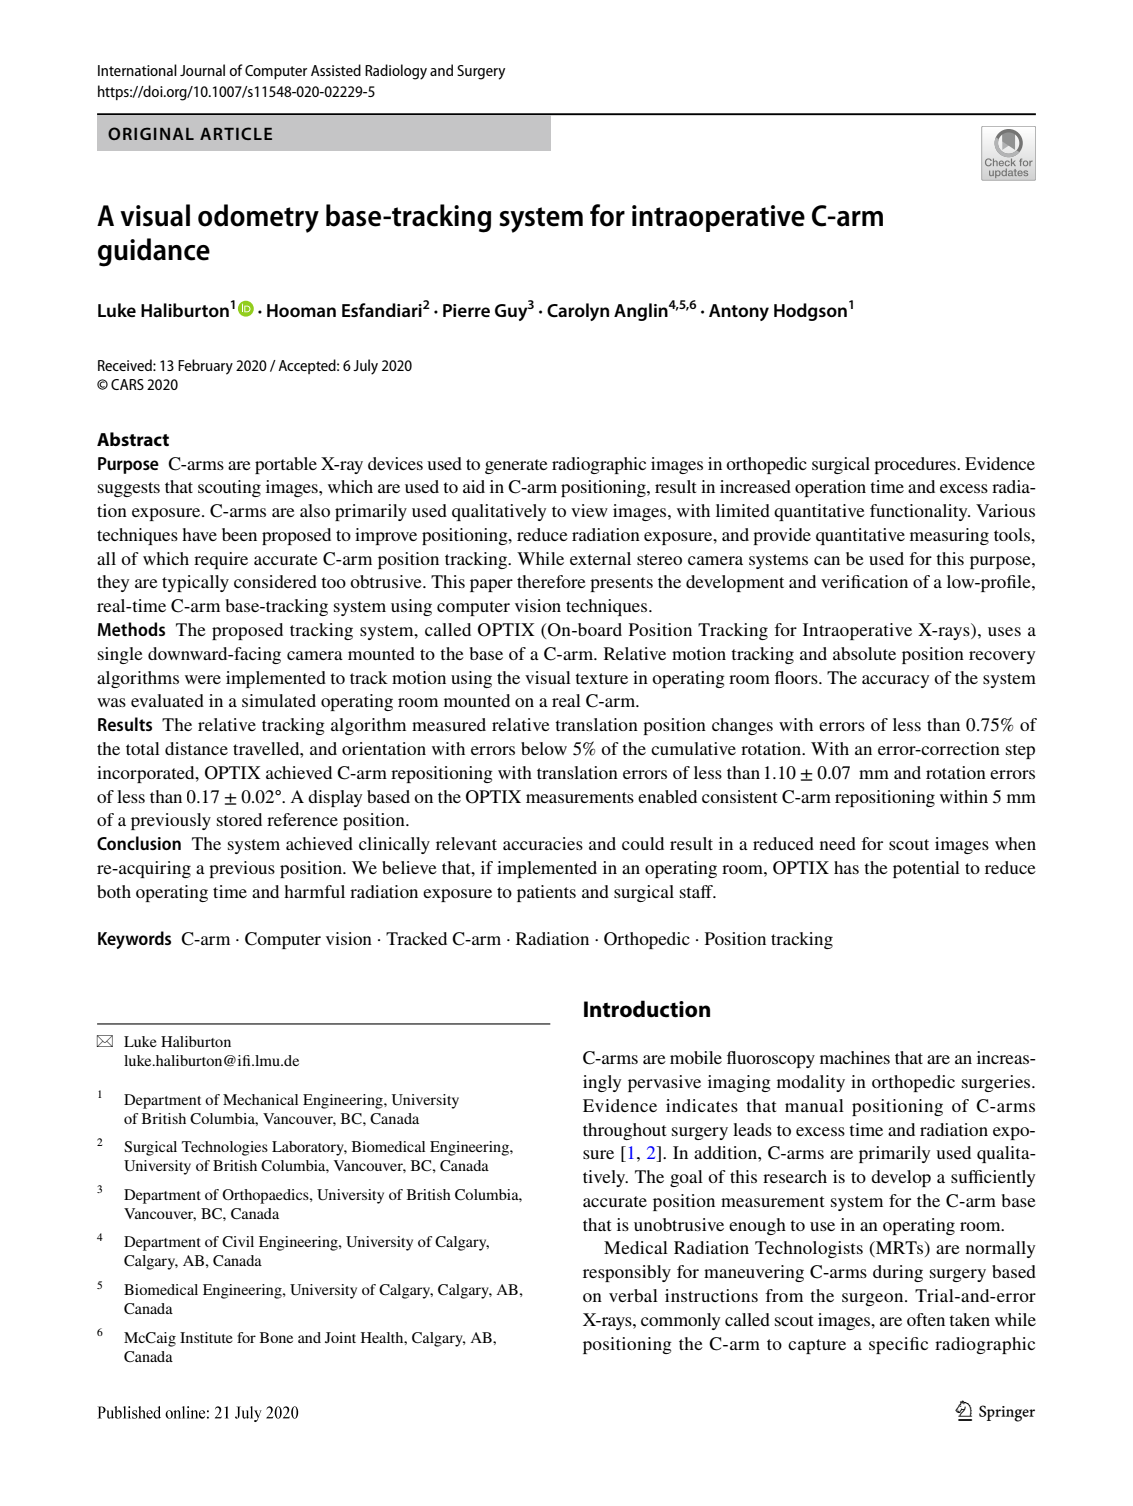 International Journal of Computer Assisted Radiology and Surgery
https://doi.org/10.1007/s11548-020-02229-5
ORIGINAL ARTICLE
Check for
updates
A visual odometry base-tracking system for intraoperative C-arm
guidance
Luke Haliburton1 iD · Hooman Esfandiari2 · Pierre Guy3 · Carolyn Anglin4,5,6 · Antony Hodgson1
Received: 13 February 2020 / Accepted: 6 July 2020
© CARS 2020
Abstract
Purpose C-arms are portable X-ray devices used to generate radiographic images in orthopedic surgical procedures. Evidence
suggests that scouting images, which are used to aid in C-arm positioning, result in increased operation time and excess radia-
tion exposure. C-arms are also primarily used qualitatively to view images, with limited quantitative functionality. Various
techniques have been proposed to improve positioning, reduce radiation exposure, and provide quantitative measuring tools,
all of which require accurate C-arm position tracking. While external stereo camera systems can be used for this purpose,
they are typically considered too obtrusive. This paper therefore presents the development and verification of a low-profile,
real-time C-arm base-tracking system using computer vision techniques.
Methods The proposed tracking system, called OPTIX (On-board Position Tracking for Intraoperative X-rays), uses a
single downward-facing camera mounted to the base of a C-arm. Relative motion tracking and absolute position recovery
algorithms were implemented to track motion using the visual texture in operating room floors. The accuracy of the system
was evaluated in a simulated operating room mounted on a real C-arm.
Results The relative tracking algorithm measured relative translation position changes with errors of less than 0.75% of
the total distance travelled, and orientation with errors below 5% of the cumulative rotation. With an error-correction step
incorporated, OPTIX achieved C-arm repositioning with translation errors of less than 1.10 ± 0.07 mm and rotation errors
of less than 0.17 ± 0.02°. A display based on the OPTIX measurements enabled consistent C-arm repositioning within 5 mm
of a previously stored reference position.
Conclusion The system achieved clinically relevant accuracies and could result in a reduced need for scout images when
re-acquiring a previous position. We believe that, if implemented in an operating room, OPTIX has the potential to reduce
both operating time and harmful radiation exposure to patients and surgical staff.
Keywords C-arm · Computer vision · Tracked C-arm · Radiation · Orthopedic · Position tracking
Luke Haliburton
luke.haliburton@ifi.lmu.de
1 Department of Mechanical Engineering, University
of British Columbia, Vancouver, BC, Canada
2 Surgical Technologies Laboratory, Biomedical Engineering,
University of British Columbia, Vancouver, BC, Canada
3 Department of Orthopaedics, University of British Columbia,
Vancouver, BC, Canada
4 Department of Civil Engineering, University of Calgary,
Calgary, AB, Canada
5 Biomedical Engineering, University of Calgary, Calgary, AB,
Canada
6 McCaig Institute for Bone and Joint Health, Calgary, AB,
Canada
Introduction
C-arms are mobile fluoroscopy machines that are an increas-
ingly pervasive imaging modality in orthopedic surgeries.
Evidence indicates that manual positioning of C-arms
throughout surgery leads to excess time and radiation expo-
sure [1, 2]. In addition, C-arms are primarily used qualita-
tively. The goal of this research is to develop a sufficiently
accurate position measurement system for the C-arm base
that is unobtrusive enough to use in an operating room.
Medical Radiation Technologists (MRTs) are normally
responsibly for maneuvering C-arms during surgery based
on verbal instructions from the surgeon. Trial-and-error
X-rays, commonly called scout images, are often taken while
positioning the C-arm to capture a specific radiographic
Published online: 21 July 2020
Springer